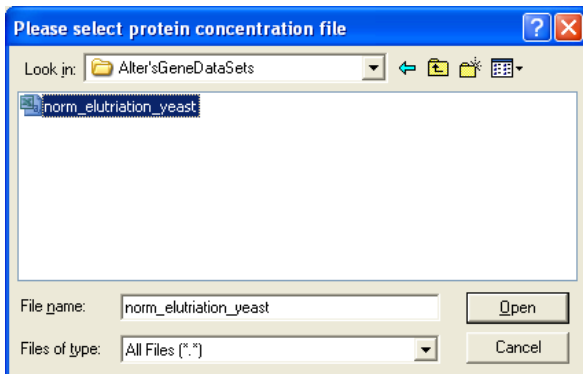 Please select protein concentration file
Look in: Alter'sGeneDataSets
norm_elutriation_yeast
File name: norm_elutriation_yeast Open
Files of type: All Files (*.*) Cancel